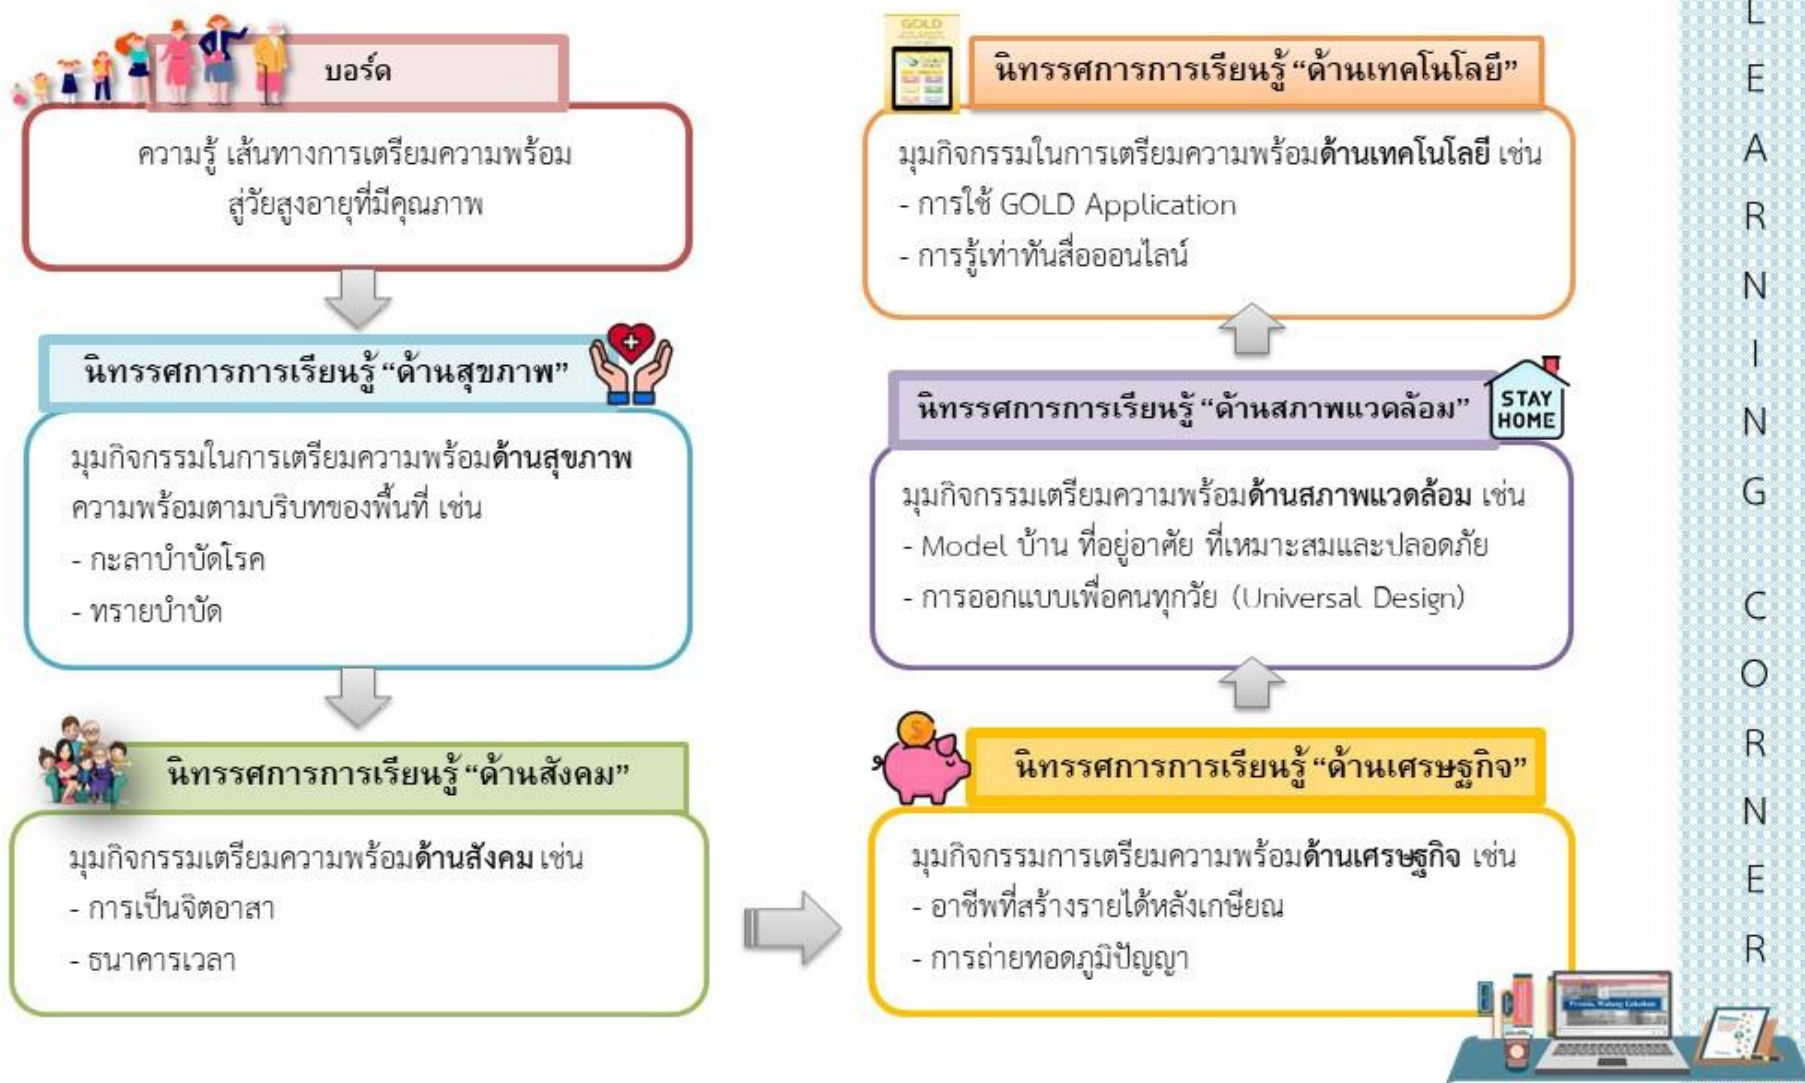 บอร์ด
ความรู้ เส้นทางการเตรียมความพร้อม
สู่วัยสูงอายุที่มีคุณภาพ
นิทรรศการการเรียนรู้ “ด้านสุขภาพ”
มุมกิจกรรมในการเตรียมความพร้อมด้านสุขภาพ
ความพร้อมตามบริบทของพื้นที่ เช่น
- กะลาบำบัดโรค
- ทรายบำบัด
นิทรรศการการเรียนรู้ “ด้านสังคม”
มุมกิจกรรมเตรียมความพร้อมด้านสังคม เช่น
- การเป็นจิตอาสา
- ธนาคารเวลา
นิทรรศการการเรียนรู้ “ด้านเศรษฐกิจ”
มุมกิจกรรมการเตรียมความพร้อมด้านเศรษฐกิจ เช่น
- อาชีพที่สร้างรายได้หลังเกษียณ
- การถ่ายทอดภูมิปัญญา
นิทรรศการการเรียนรู้ “ด้านสภาพแวดล้อม”
STAY
HOME
มุมกิจกรรมเตรียมความพร้อมด้านสภาพแวดล้อม เช่น
- Model บ้าน ที่อยู่อาศัย ที่เหมาะสมและปลอดภัย
- การออกแบบเพื่อคนทุกวัย (Universal Design)
GOLD
นิทรรศการการเรียนรู้ “ด้านเทคโนโลยี”
มุมกิจกรรมในการเตรียมความพร้อมด้านเทคโนโลยี เช่น
- การใช้ GOLD Application
- การรู้เท่าทันสื่อออนไลน์
LEARNING CORNER